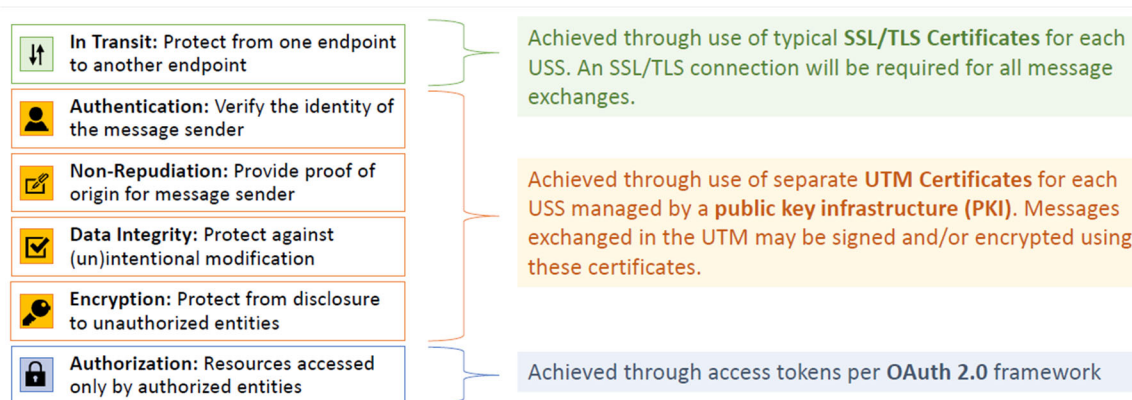 In Transit: Protect from one endpoint
to another endpoint
Authentication: Verify the identity of
the message sender
Non-Repudiation: Provide proof of
origin for message sender
Data Integrity: Protect against
(un)intentional modification
Encryption: Protect from disclosure
to unauthorized entities
Authorization: Resources accessed
only by authorized entities
Achieved through use of typical SSL/TLS Certificates for each
USS. An SSL/TLS connection will be required for all message
exchanges.
Achieved through use of separate UTM Certificates for each
USS managed by a public key infrastructure (PKI). Messages
exchanged in the UTM may be signed and/or encrypted using
these certificates.
Achieved through access tokens per OAuth 2.0 framework